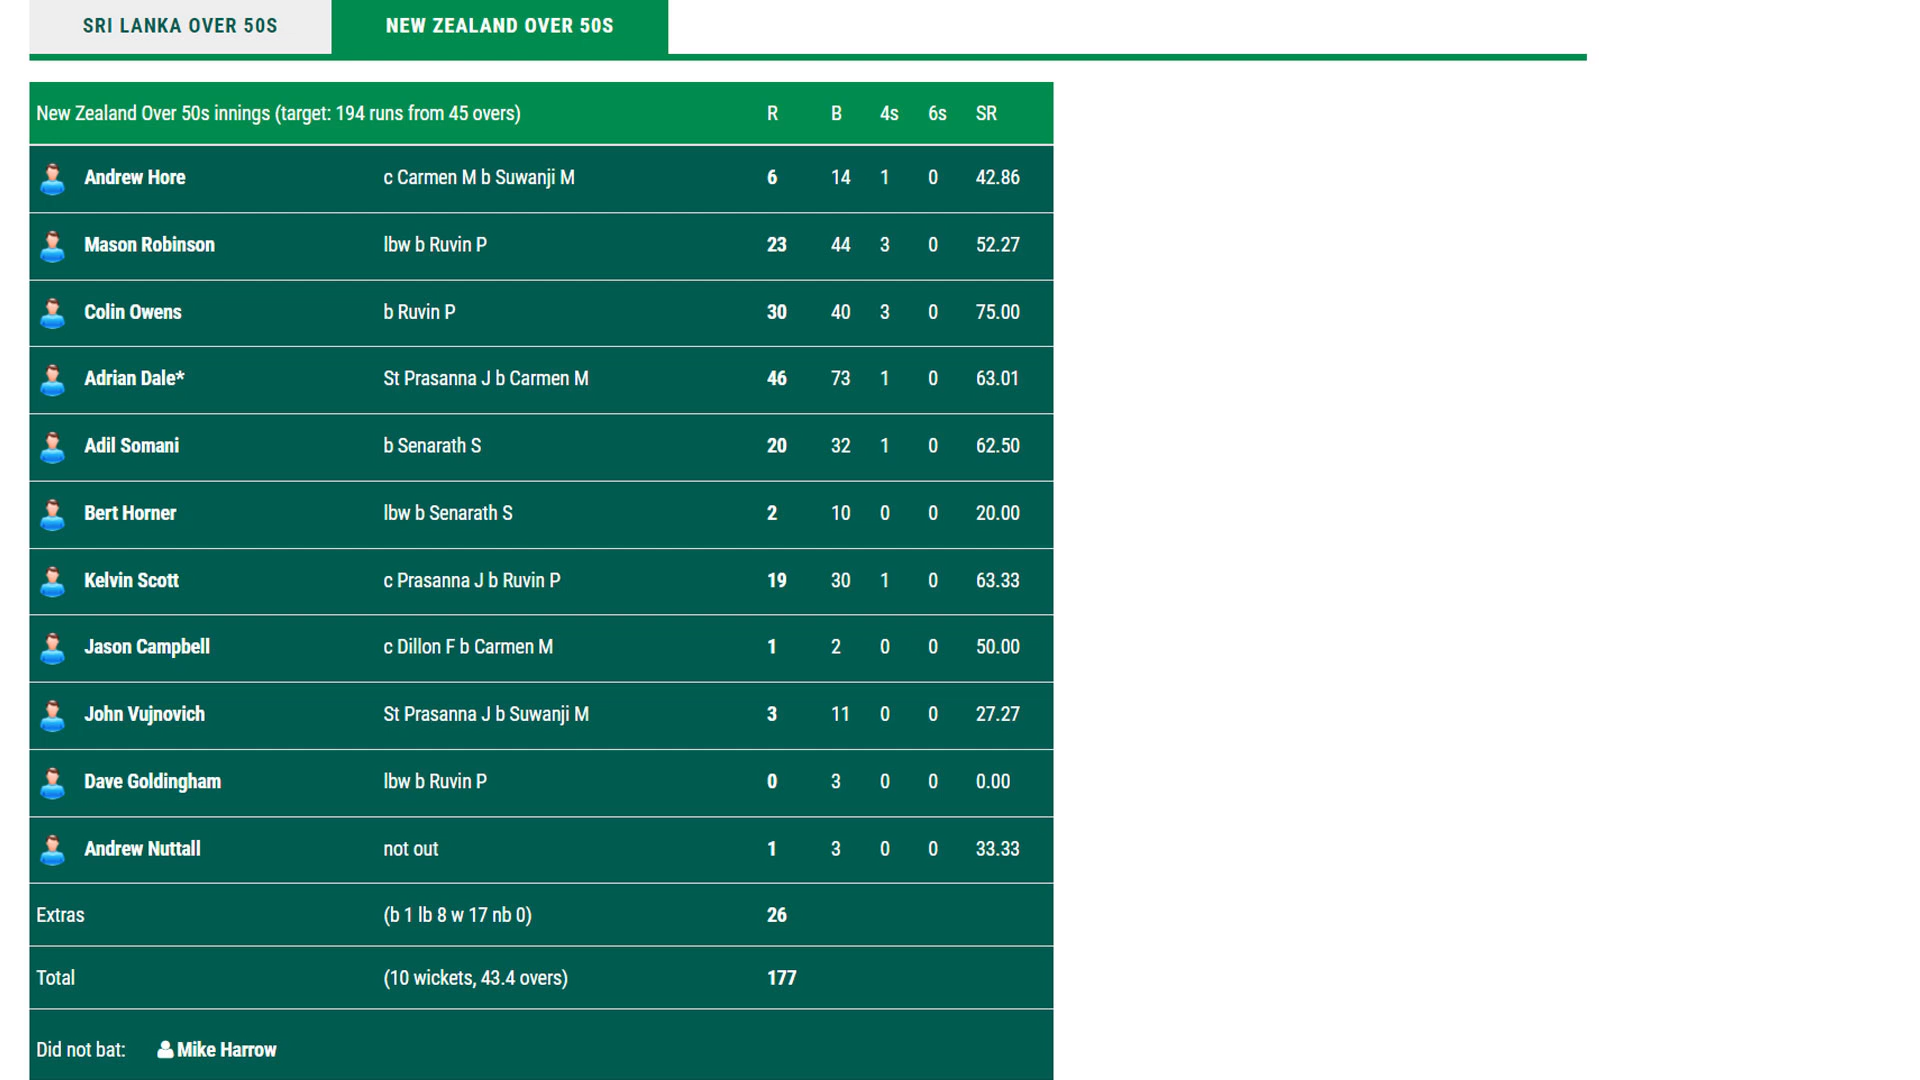 SRI LANKA OVER 50S NEW ZEALAND OVER 50S
New Zealand Over 50s innings (target: 194 runs from 45 overs) R B 4s 6s SR
Andrew Hore c Carmen M b Suwanji M 6 14 1 0 42.86
Mason Robinson lbw b Ruvin P 23 44 3 0 52.27
Colin Owens b Ruvin P 30 40 3 0 75.00
Adrian Dale* St Prasanna J b Carmen M 46 73 1 0 63.01
Adil Somani b Senarath S 20 32 1 0 62.50
Bert Horner lbw b Senarath S 2 10 0 0 20.00
Kelvin Scott c Prasanna J b Ruvin P 19 30 1 0 63.33
Jason Campbell c Dillon F b Carmen M 1 2 0 0 50.00
John Vujnovich St Prasanna J b Suwanji M 3 11 0 0 27.27
Dave Goldingham lbw b Ruvin P 0 3 0 0 0.00
Andrew Nuttall not out 1 3 0 0 33.33
Extras (b 1 lb 8 w 17 nb 0) 26
Total (10 wickets, 43.4 overs) 177
Did not bat: Mike Harrow